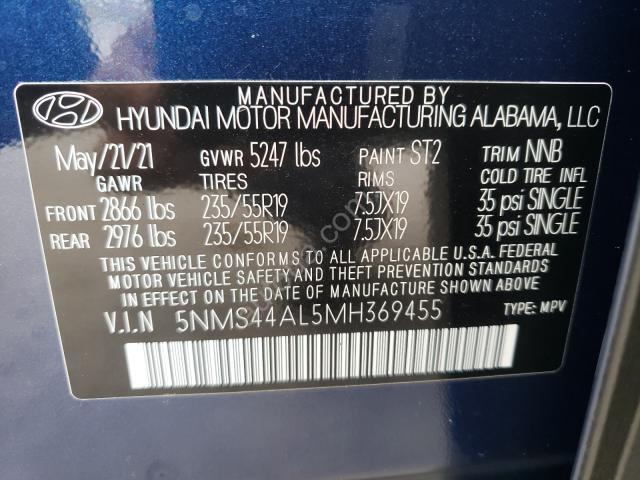 MANUFACTURED BY
HYUNDAI MOTOR MANUFACTURING ALABAMA, LLC
May/21/21 GVWR 5247 lbs PAINT ST2 TRIM NNB
GAWR TIRES RIMS COLD TIRE INFL
FRONT 2866 lbs 235/55R19 7.5JX19 35 psi SINGLE
REAR 2976 lbs 235/55R19 7.5JX19 35 psi SINGLE
THIS VEHICLE CONFORMS TO ALL APPLICABLE U.S.A. FEDERAL
MOTOR VEHICLE SAFETY AND THEFT PREVENTION STANDARDS
IN EFFECT ON THE DATE OF MANUFACTURE SHOWN ABOVE
V.I.N 5NMS44AL5MH369455 TYPE: MPV